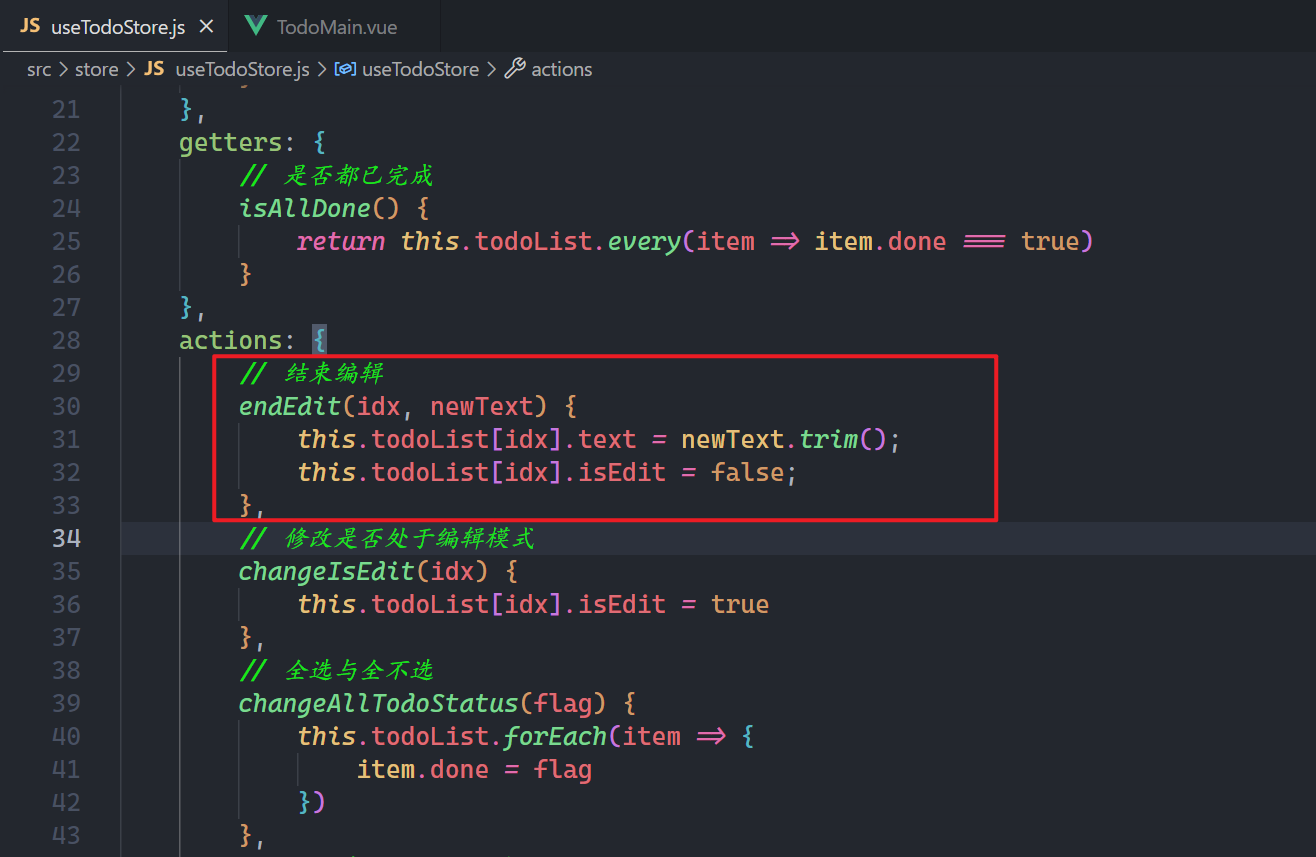 JS useTodoStore.js × TodoMain.vue
src > store > JS useTodoStore.js > useTodoStore > actions
21 },
22 getters: {
23 // 是否都已完成
24 isAllDone() {
25 return this.todoList.every(item => item.done === true)
26 }
27 },
28 actions: {
29 // 结束编辑
30 endEdit(idx, newText) {
31 this.todoList[idx].text = newText.trim();
32 this.todoList[idx].isEdit = false;
33 },
34 // 修改是否处于编辑模式
35 changeIsEdit(idx) {
36 this.todoList[idx].isEdit = true
37 },
38 // 全选与全不选
39 changeAllTodoStatus(flag) {
40 this.todoList.forEach(item => {
41 item.done = flag
42 })
43 },